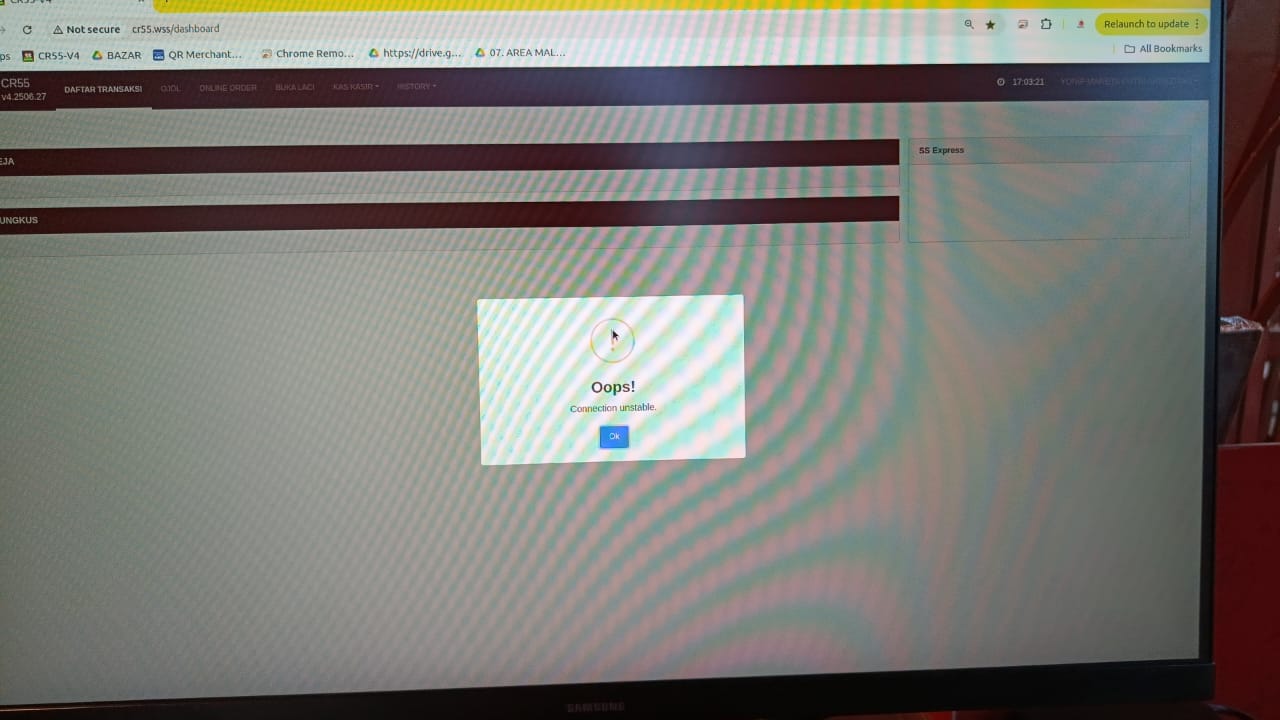 Not secure cr55.wss/dashboard Relaunch to update
ps CR55-V4 BAZAR QR Merchant... Chrome Remo... https://drive.g... 07. AREA MAL... All Bookmarks
CR55
v4.2506.27
DAFTAR TRANSAKSI OJOL ONLINE ORDER BUKA LACI KAS KASIR HISTORY 17:03:21
EJA
SS Express
UNGKUS
Oops!
Connection unstable.
Ok
SAMSUNG